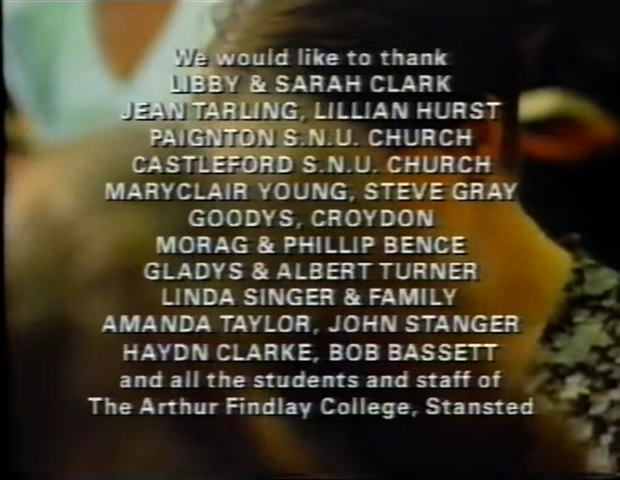 We would like to thank
LIBBY & SARAH CLARK
JEAN TARLING, LILLIAN HURST
PAIGNTON S.N.U. CHURCH
CASTLEFORD S.N.U. CHURCH
MARYCLAIR YOUNG, STEVE GRAY
GOODYS, CROYDON
MORAG & PHILLIP BENCE
GLADYS & ALBERT TURNER
LINDA SINGER & FAMILY
AMANDA TAYLOR, JOHN STANGER
HAYDN CLARKE, BOB BASSETT
and all the students and staff of
The Arthur Findlay College, Stansted